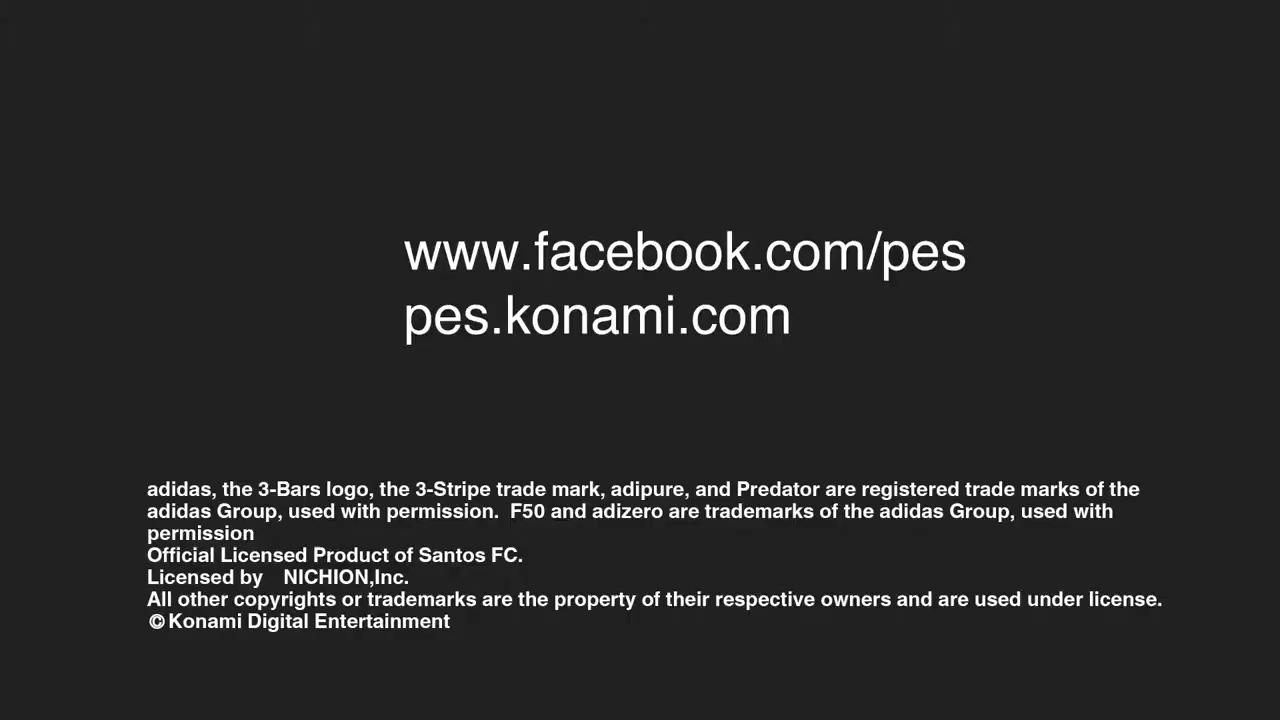 www.facebook.com/pes
pes.konami.com
adidas, the 3-Bars logo, the 3-Stripe trade mark, adipure, and Predator are registered trade marks of the
adidas Group, used with permission.  F50 and adizero are trademarks of the adidas Group, used with
permission
Official Licensed Product of Santos FC.
Licensed by   NICHION,Inc.
All other copyrights or trademarks are the property of their respective owners and are used under license.
©Konami Digital Entertainment